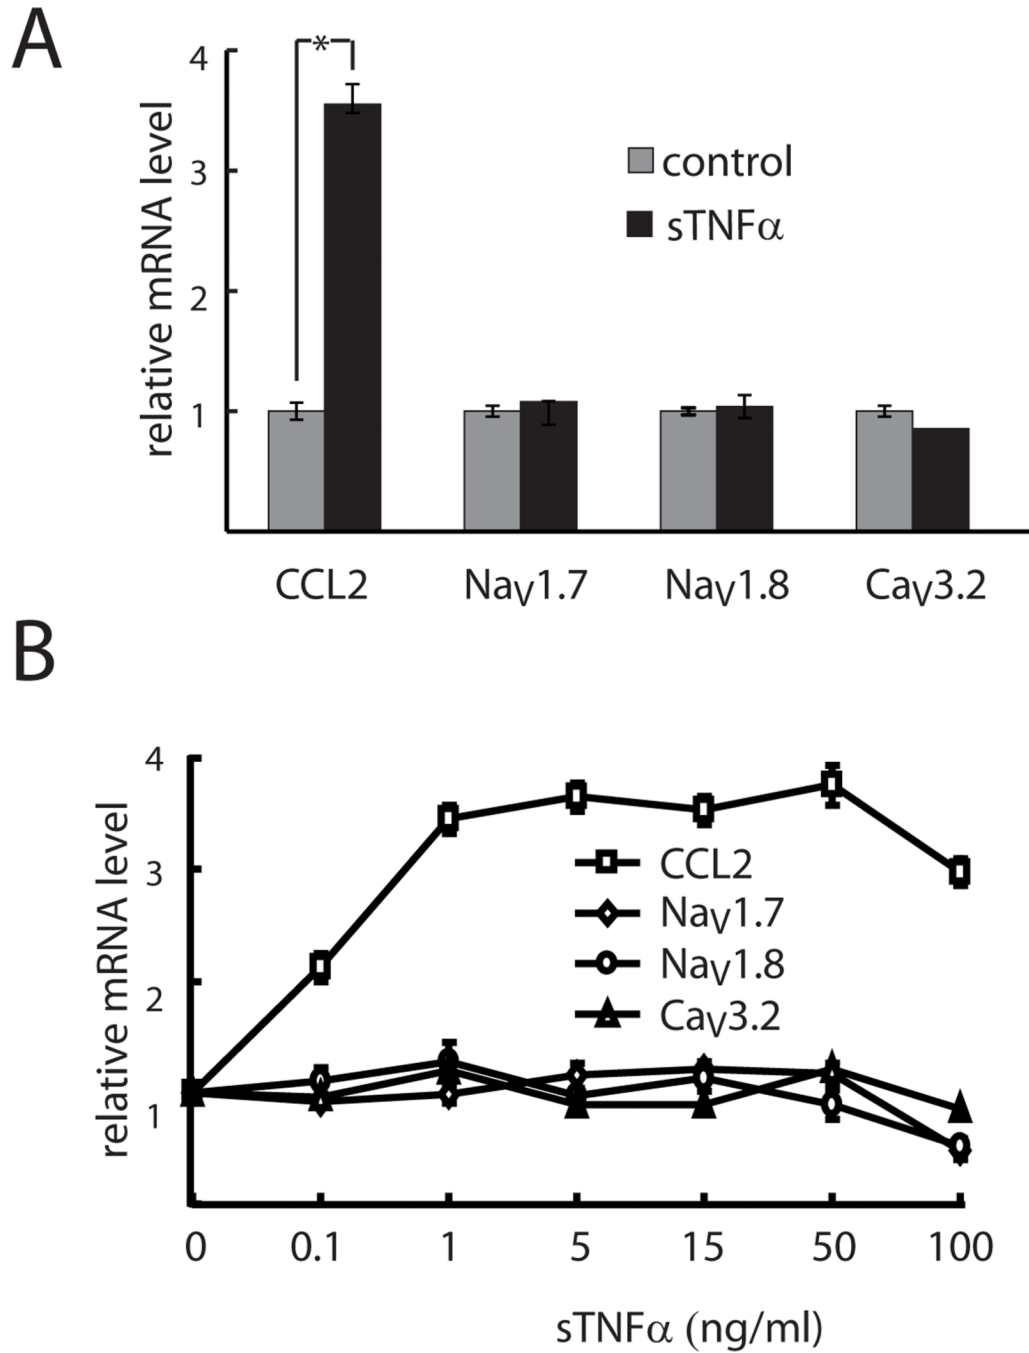 A
relative mRNA level
4
3
2
1
*
control
sTNFα
CCL2 NaV1.7 NaV1.8 CaV3.2
B
relative mRNA level
4
3
2
1
CCL2
NaV1.7
NaV1.8
CaV3.2
0 0.1 1 5 15 50 100
sTNFα (ng/ml)